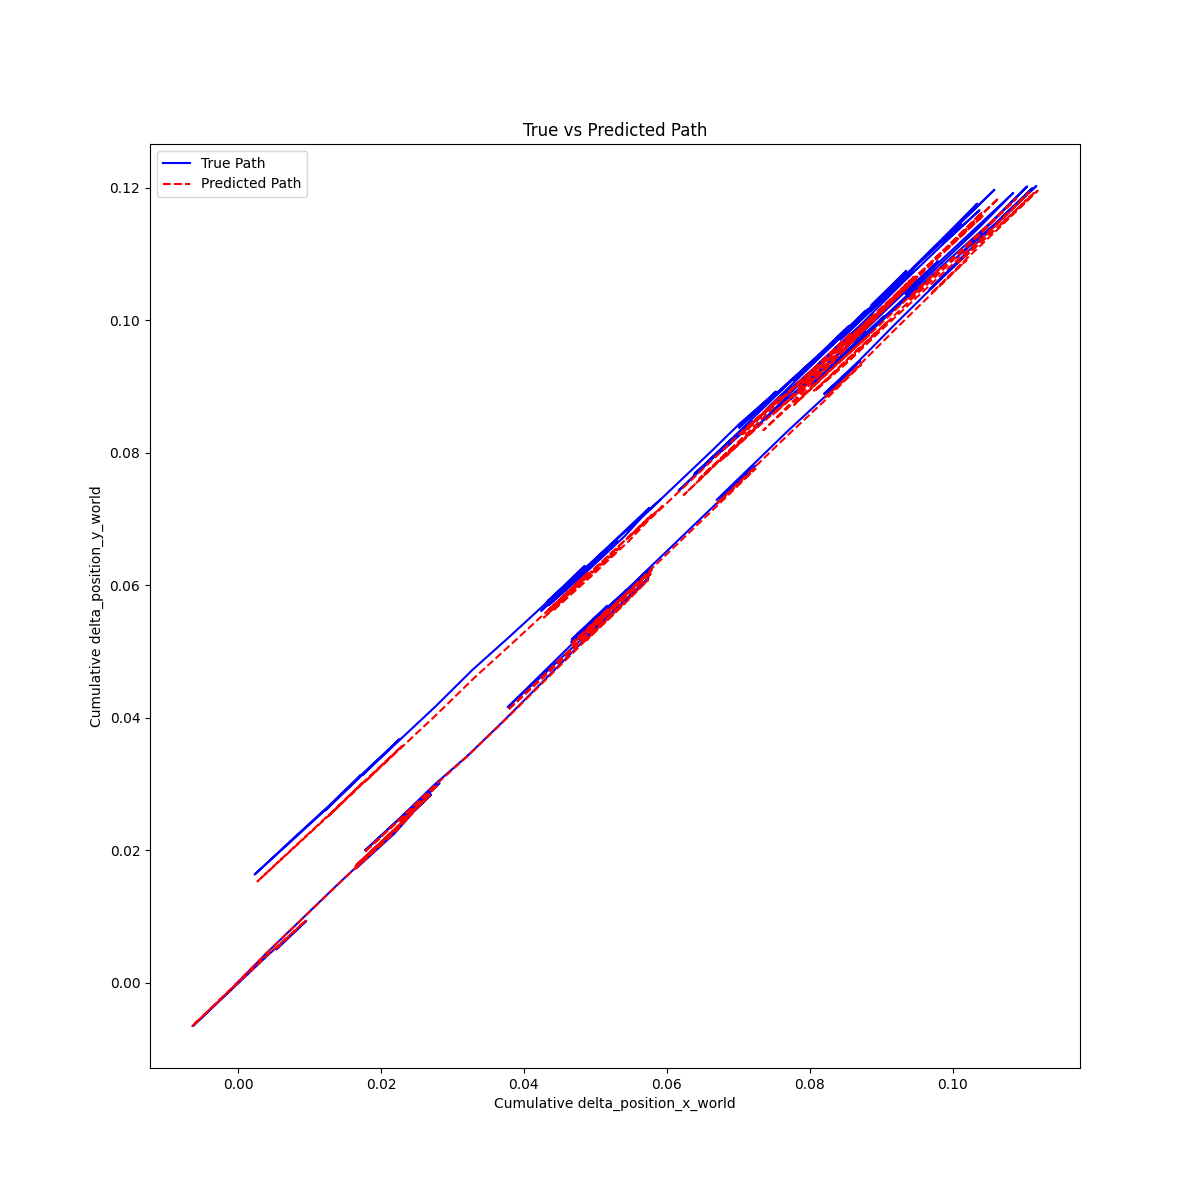 True vs Predicted Path
True Path
Predicted Path
0.12
0.10
0.08
0.06
0.04
0.02
0.00
Cumulative delta_position_y_world
0.00 0.02 0.04 0.06 0.08 0.10
Cumulative delta_position_x_world